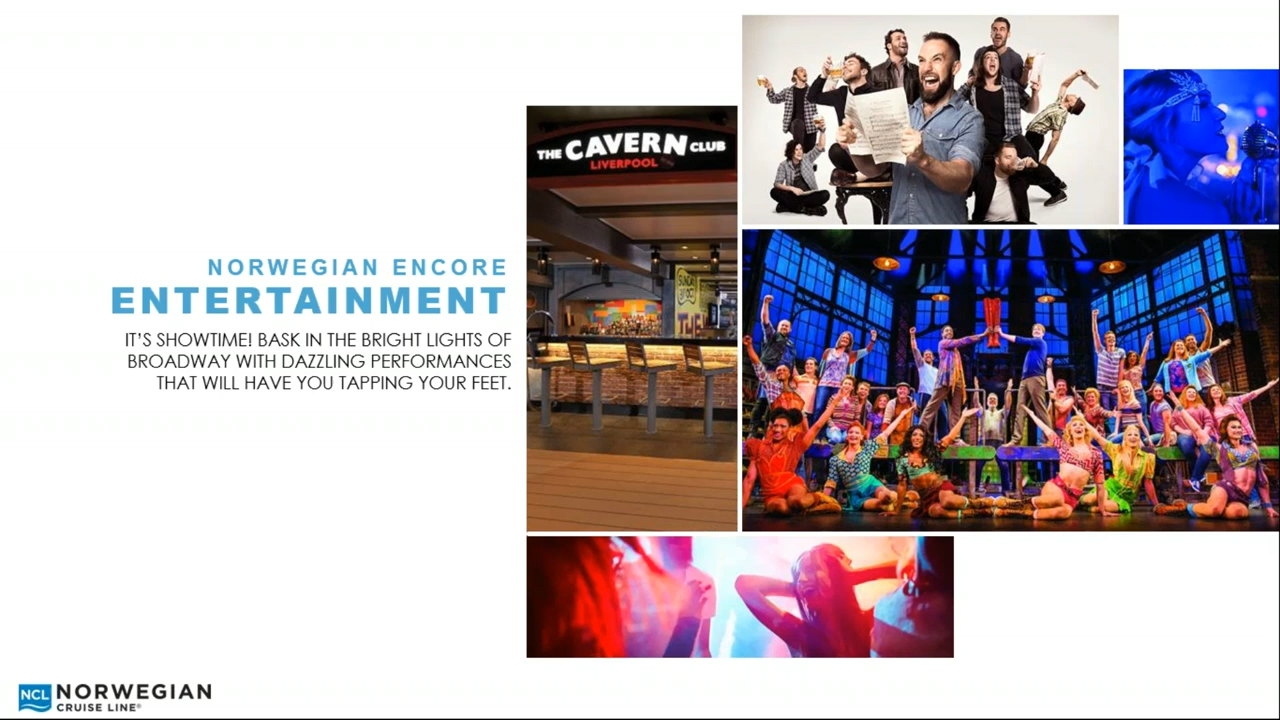 NORWEGIAN ENCORE
ENTERTAINMENT
IT'S SHOWTIME! BASK IN THE BRIGHT LIGHTS OF
BROADWAY WITH DAZZLING PERFORMANCES
THAT WILL HAVE YOU TAPPING YOUR FEET.
THE CAVERN CLUB
LIVERPOOL
NCL NORWEGIAN
CRUISE LINE®